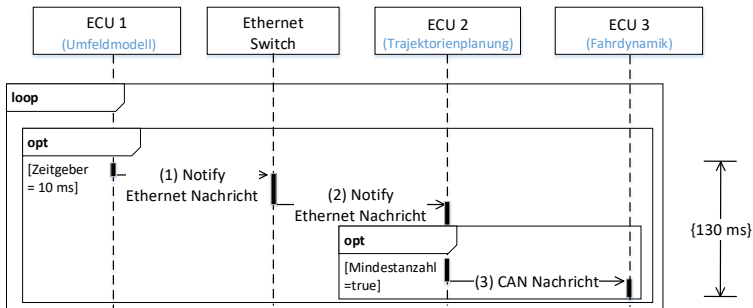 ECU 1
(Umfeldmodell)
Ethernet
Switch
ECU 2
(Trajektorienplanung)
ECU 3
(Fahrdynamik)
loop
opt
[Zeitgeber
= 10 ms]
(1) Notify
Ethernet Nachricht
(2) Notify
Ethernet Nachricht
{130 ms}
opt
[Mindestanzahl
=true]
(3) CAN Nachricht